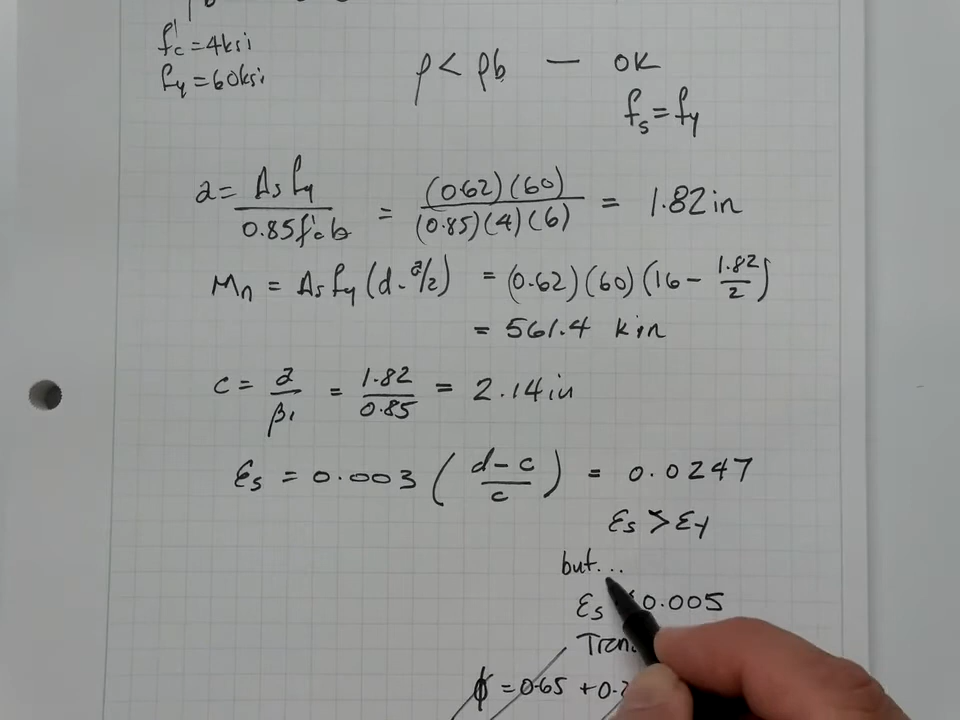 f'c = 4ksi
fy = 60ksi
ρ < ρb — OK
fs = fy
a = As fy / 0.85f'c b = (0.62)(60) / (0.85)(4)(6) = 1.82 in
Mn = As fy (d - a/2) = (0.62)(60)(16 - 1.82/2)
= 561.4 k in
c = a / β1 = 1.82 / 0.85 = 2.14 in
εs = 0.003 (d - c / c) = 0.0247
εs > εy
but...
εs 0.005
ϕ = 0.65 + 0.2